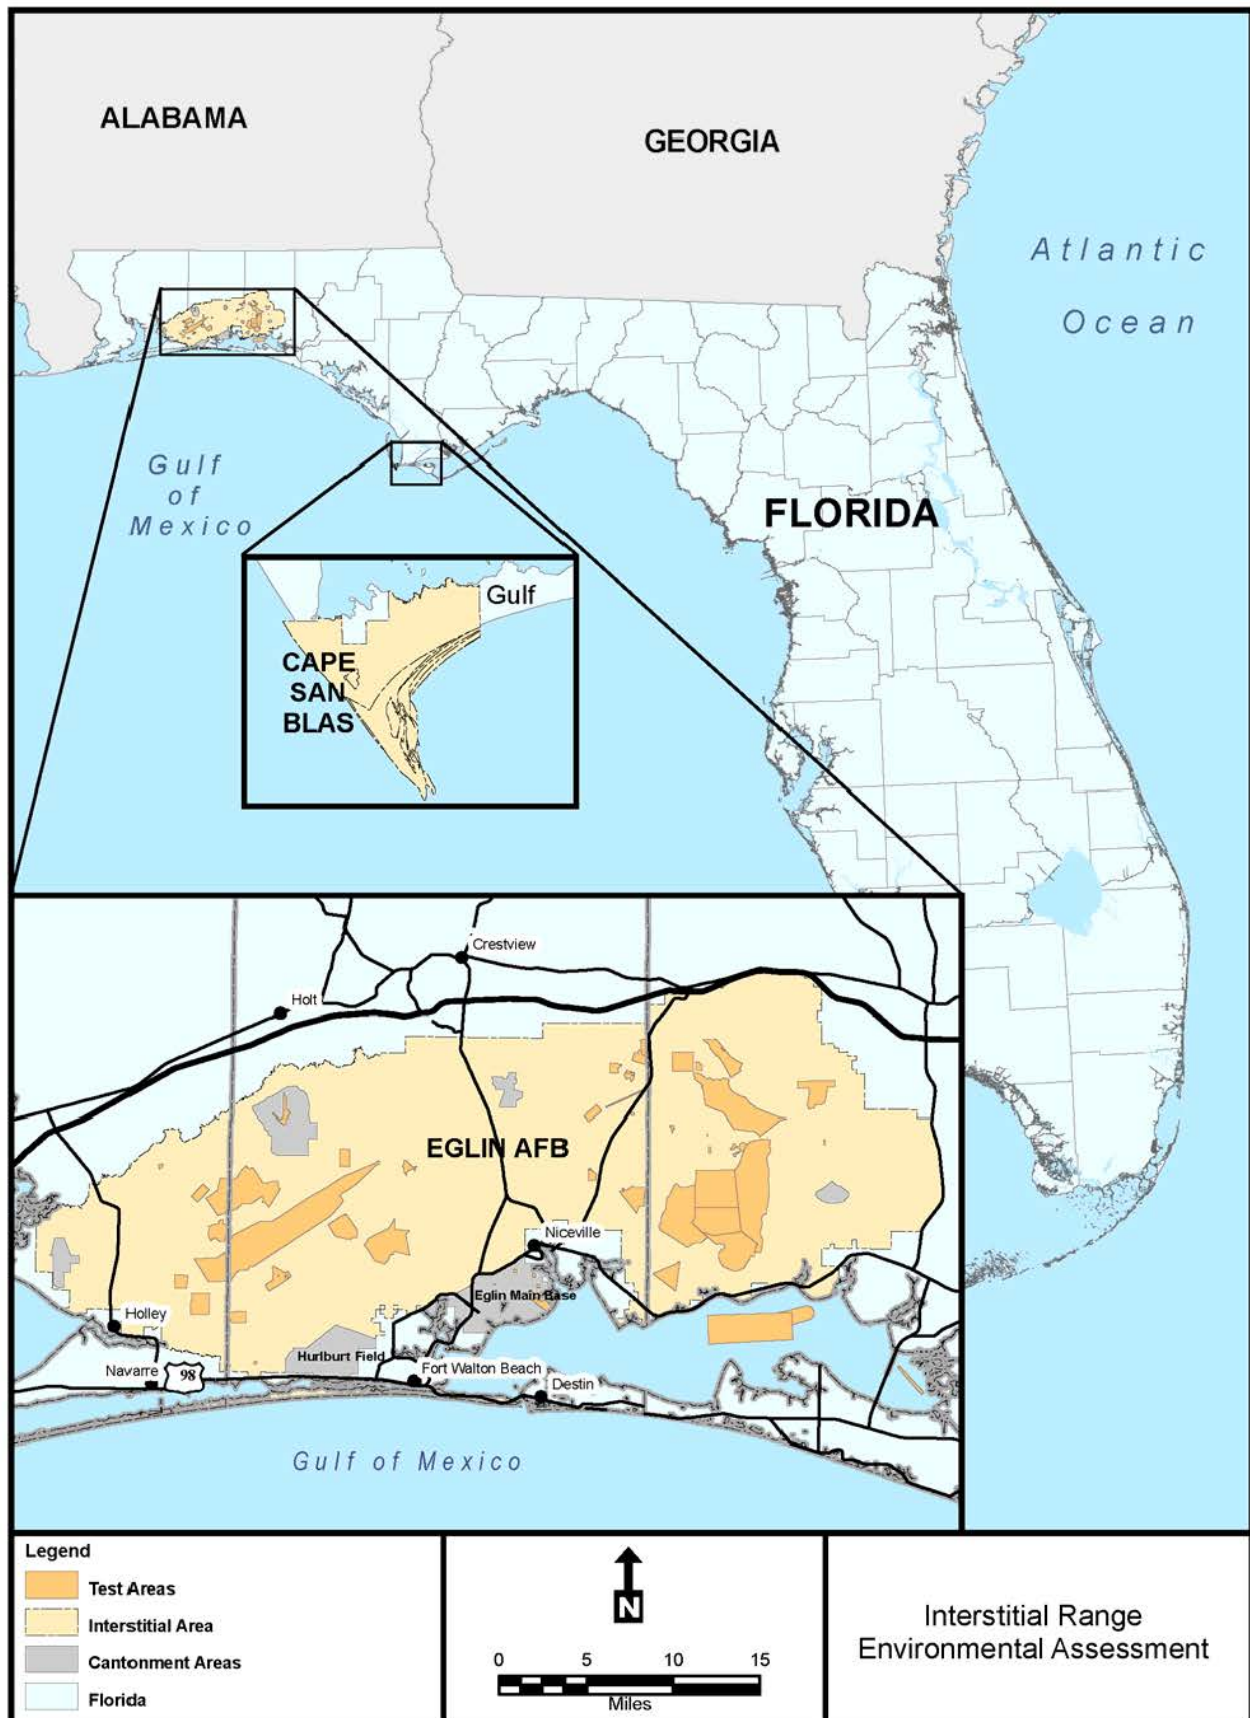 ALABAMA
GEORGIA
Atlantic
Ocean
Gulf
of
Mexico
FLORIDA
Gulf
CAPE
SAN
BLAS
Crestview
Holt
EGLIN AFB
Niceville
Eglin Main Base
Holley
Hurlburt Field
Navarre
98
Fort Walton Beach
Destin
Gulf of Mexico
Legend
Test Areas
Interstitial Area
Cantonment Areas
Florida
N
0 5 10 15
Miles
Interstitial Range
Environmental Assessment